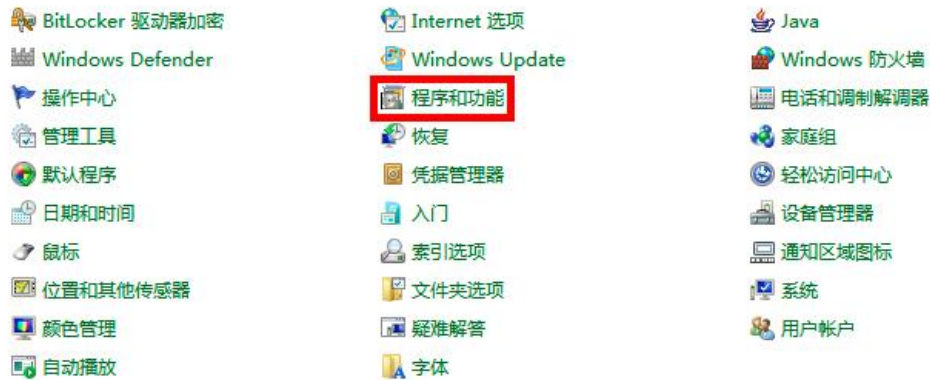 BitLocker 驱动器加密 Internet 选项 Java
Windows Defender Windows Update Windows 防火墙
操作中心 程序和功能 电话和调制解调器
管理工具 恢复 家庭组
默认程序 凭据管理器 轻松访问中心
日期和时间 入门 设备管理器
鼠标 索引选项 通知区域图标
位置和其他传感器 文件夹选项 系统
颜色管理 疑难解答 用户帐户
自动播放 字体